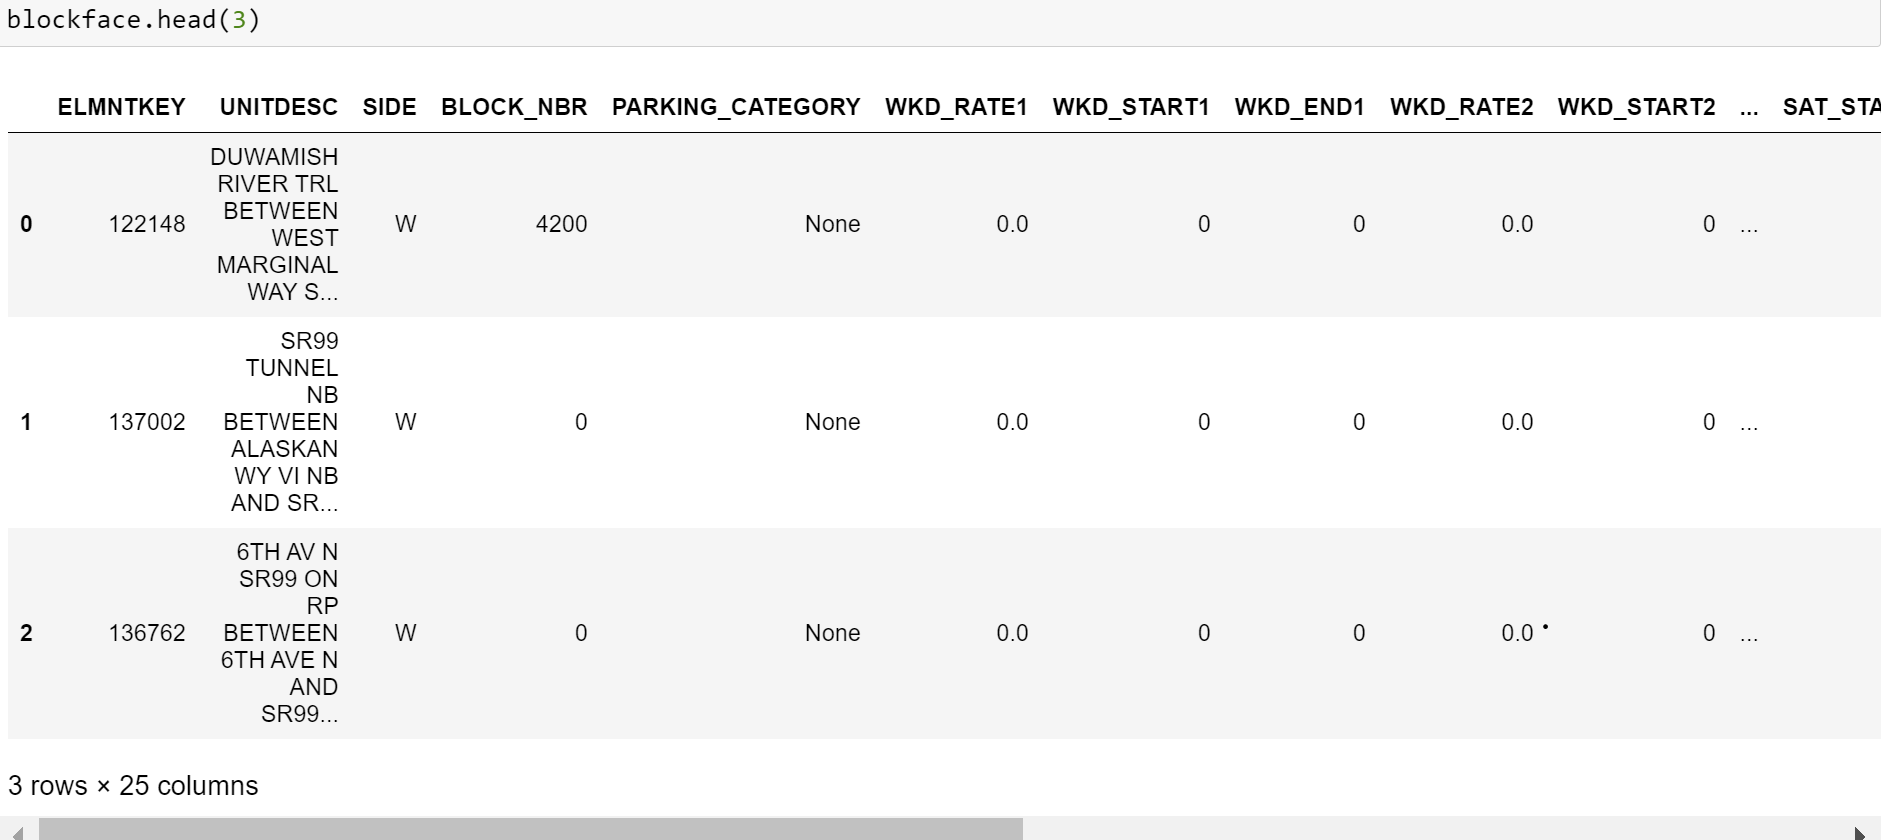 blockface.head(3)
ELMNTKEY UNITDESC SIDE BLOCK_NBR PARKING_CATEGORY WKD_RATE1 WKD_START1 WKD_END1 WKD_RATE2 WKD_START2 ... SAT_STA
0 122148 DUWAMISH
RIVER TRL
BETWEEN
WEST
MARGINAL
WAY S... W 4200 None 0.0 0 0 0.0 0 ...
1 137002 SR99
TUNNEL
NB
BETWEEN
ALASKAN
WY VI NB
AND SR... W 0 None 0.0 0 0 0.0 0 ...
2 136762 6TH AV N
SR99 ON
RP
BETWEEN
6TH AVE N
AND
SR99... W 0 None 0.0 0 0 0.0 0 ...
3 rows × 25 columns